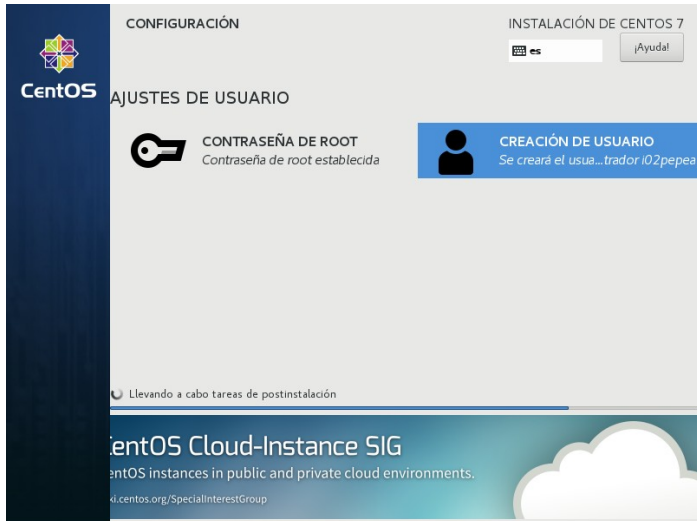 CONFIGURACIÓN
INSTALACIÓN DE CENTOS 7
es
¡Ayuda!
CentOS
AJUSTES DE USUARIO
CONTRASEÑA DE ROOT
Contraseña de root establecida
CREACIÓN DE USUARIO
Se creará el usua...trador i02pepea
Llevando a cabo tareas de postinstalación
entOS Cloud-Instance SIG
entOS instances in public and private cloud environments.
ki.centos.org/SpecialInterestGroup